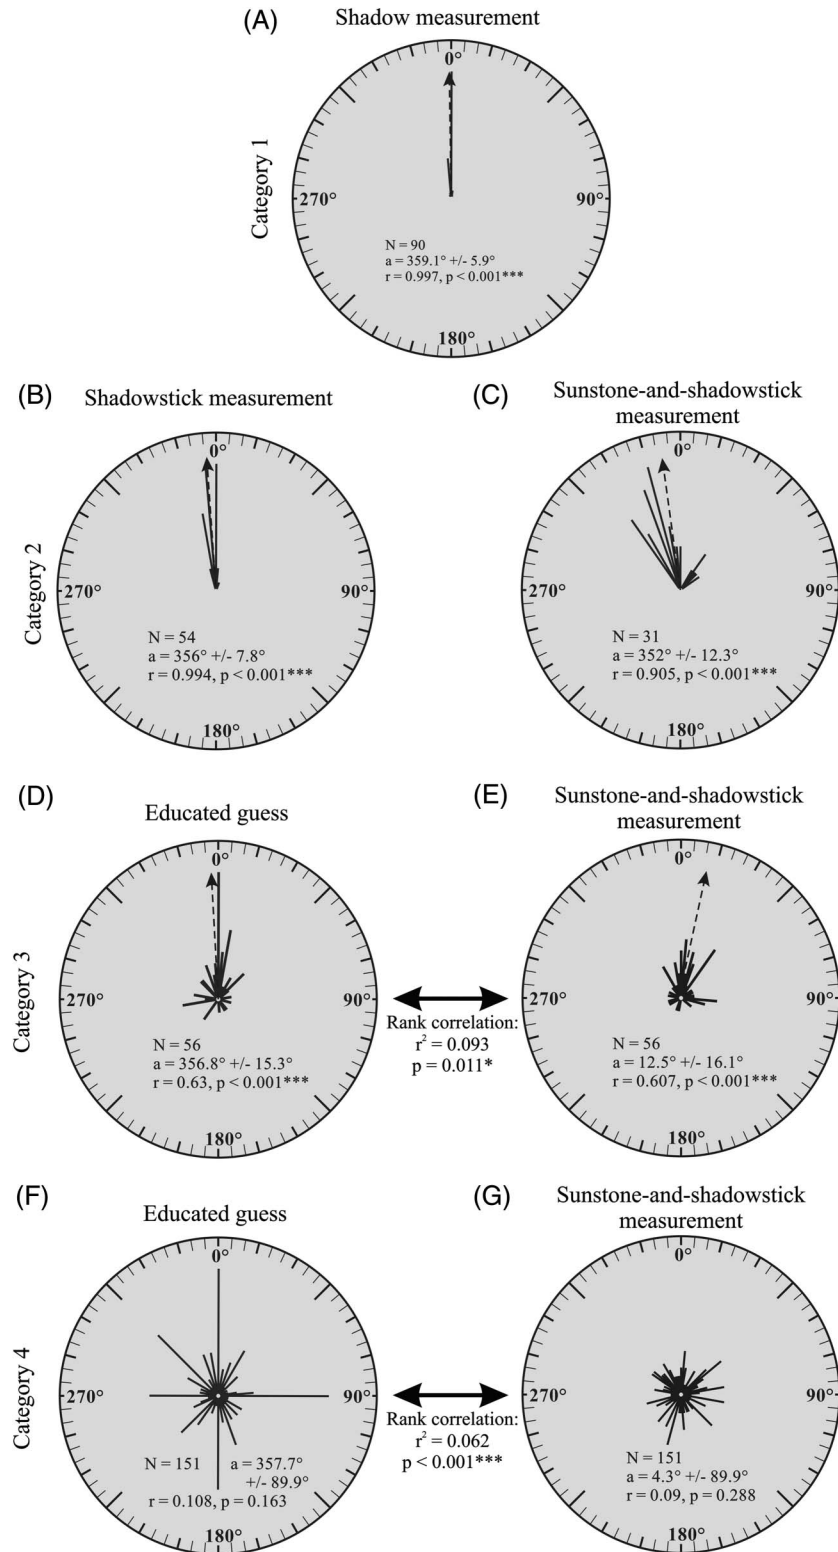 (A) Shadow measurement
0°
270°
90°
N = 90
a = 359.1° +/- 5.9°
r = 0.997, p < 0.001***
180°
Category 1
(B) Shadowstick measurement
0°
270°
90°
N = 54
a = 356° +/- 7.8°
r = 0.994, p < 0.001***
180°
Category 2
(C) Sunstone-and-shadowstick
measurement
0°
270°
90°
N = 31
a = 352° +/- 12.3°
r = 0.905, p < 0.001***
180°
(D) Educated guess
0°
270°
90°
N = 56
a = 356.8° +/- 15.3°
r = 0.63, p < 0.001***
180°
Category 3
Rank correlation:
r² = 0.093
p = 0.011*
(E) Sunstone-and-shadowstick
measurement
0°
270°
90°
N = 56
a = 12.5° +/- 16.1°
r = 0.607, p < 0.001***
180°
(F) Educated guess
0°
270°
90°
N = 151 a = 357.7°
+/- 89.9°
r = 0.108, p = 0.163
180°
Category 4
Rank correlation:
r² = 0.062
p < 0.001***
(G) Sunstone-and-shadowstick
measurement
0°
270°
90°
N = 151
a = 4.3° +/- 89.9°
r = 0.09, p = 0.288
180°